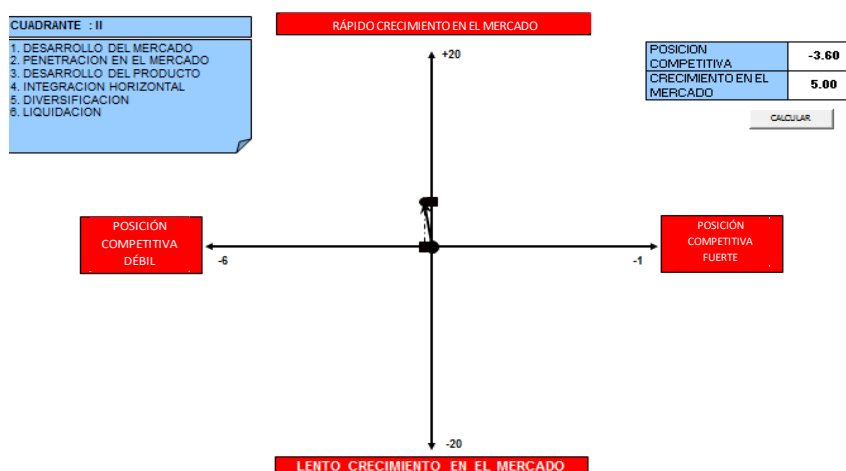 CUADRANTE : II
1. DESARROLLO DEL MERCADO
2. PENETRACION EN EL MERCADO
3. DESARROLLO DEL PRODUCTO
4. INTEGRACION HORIZONTAL
5. DIVERSIFICACION
6. LIQUIDACION
RÁPIDO CRECIMIENTO EN EL MERCADO
+20
POSICION
COMPETITIVA
-3.60
CRECIMIENTO EN EL
MERCADO
5.00
CALCULAR
POSICIÓN
COMPETITIVA
DÉBIL
-6
-1
POSICIÓN
COMPETITIVA
FUERTE
-20
LENTO CRECIMIENTO EN EL MERCADO